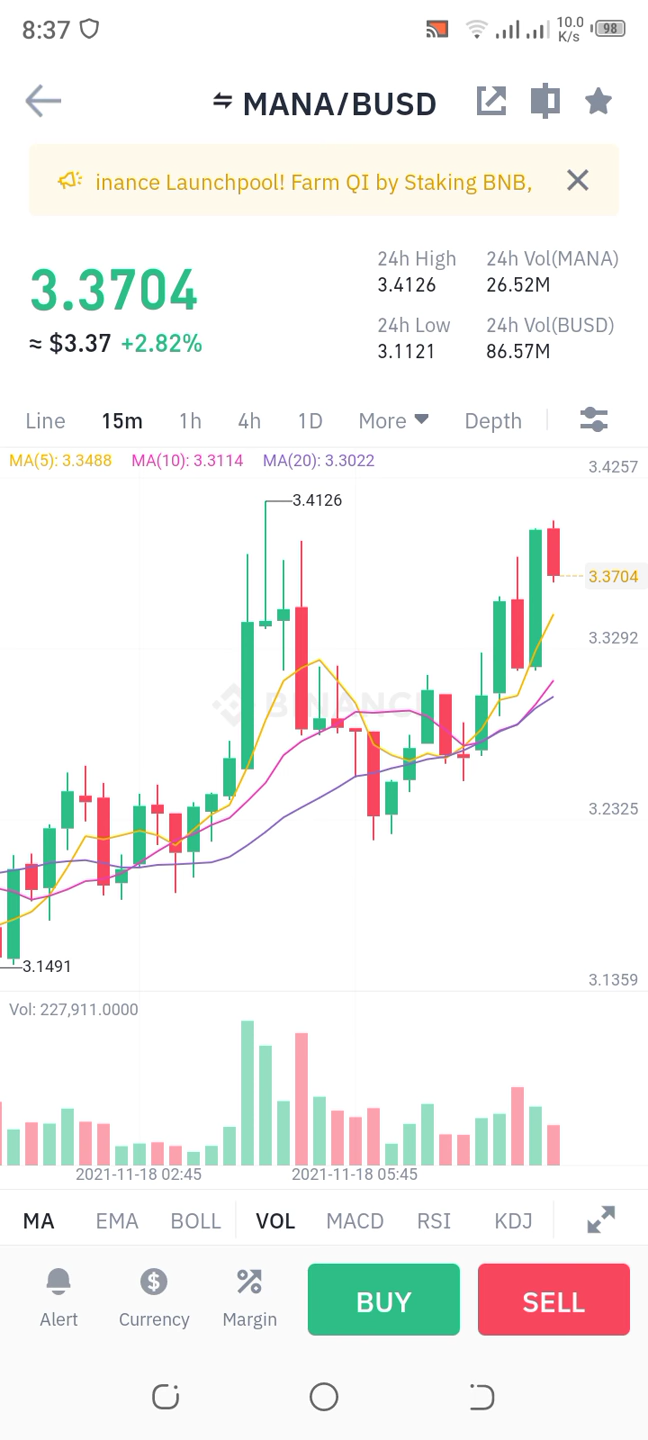 8:37
10.0
K/s
98
MANA/BUSD
inance Launchpool! Farm QI by Staking BNB,
3.3704
≈ $3.37 +2.82%
24h High
3.4126
24h Vol(MANA)
26.52M
24h Low
3.1121
24h Vol(BUSD)
86.57M
Line 15m 1h 4h 1D More Depth
MA(5): 3.3488 MA(10): 3.3114 MA(20): 3.3022
3.4257
3.4126
3.3704
3.3292
BINANCE
3.2325
3.1491
3.1359
Vol: 227,911.0000
2021-11-18 02:45 2021-11-18 05:45
MA EMA BOLL VOL MACD RSI KDJ
Alert Currency Margin
BUY SELL